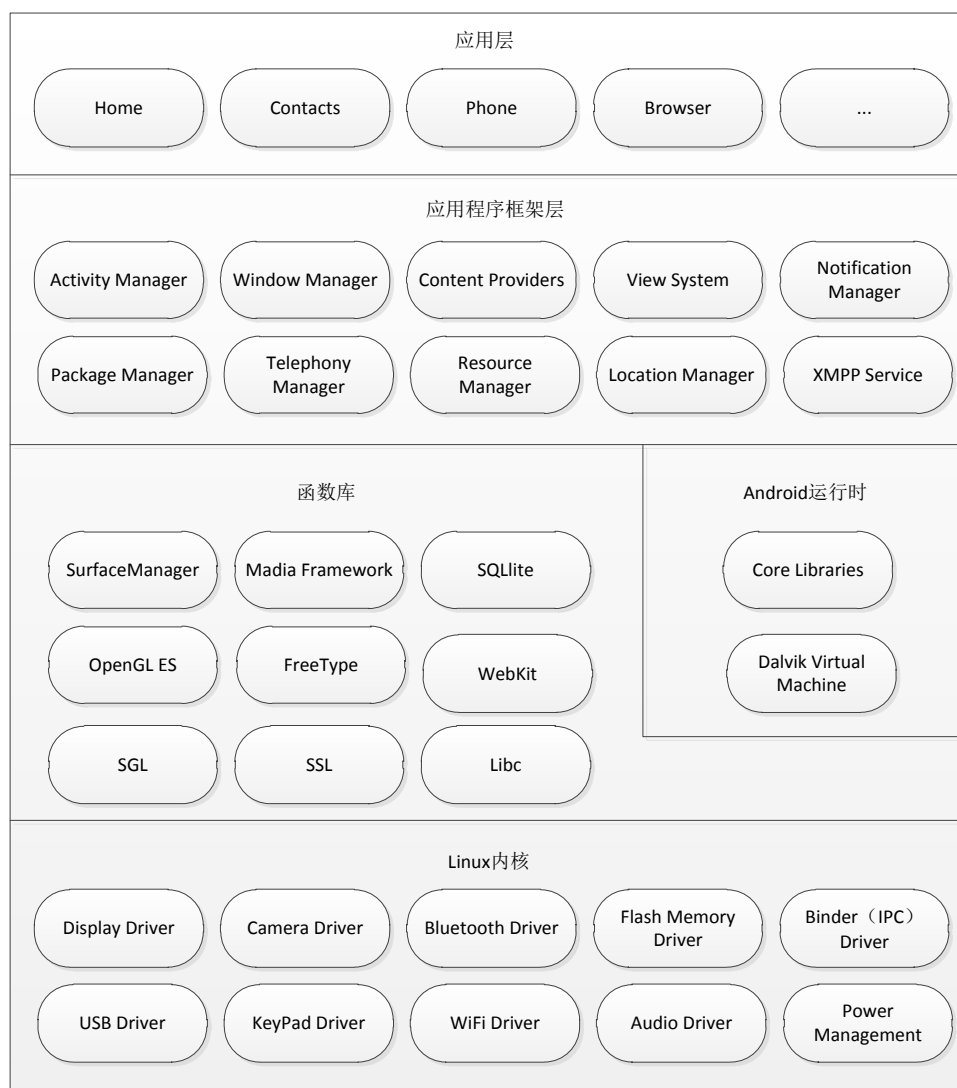 应用层
Home
Contacts
Phone
Browser
...
应用程序框架层
Activity Manager
Window Manager
Content Providers
View System
Notification
Manager
Package Manager
Telephony
Manager
Resource
Manager
Location Manager
XMPP Service
函数库
SurfaceManager
Madia Framework
SQLlite
OpenGL ES
FreeType
WebKit
SGL
SSL
Libc
Android运行时
Core Libraries
Dalvik Virtual
Machine
Linux内核
Display Driver
Camera Driver
Bluetooth Driver
Flash Memory
Driver
Binder（IPC）
Driver
USB Driver
KeyPad Driver
WiFi Driver
Audio Driver
Power
Management